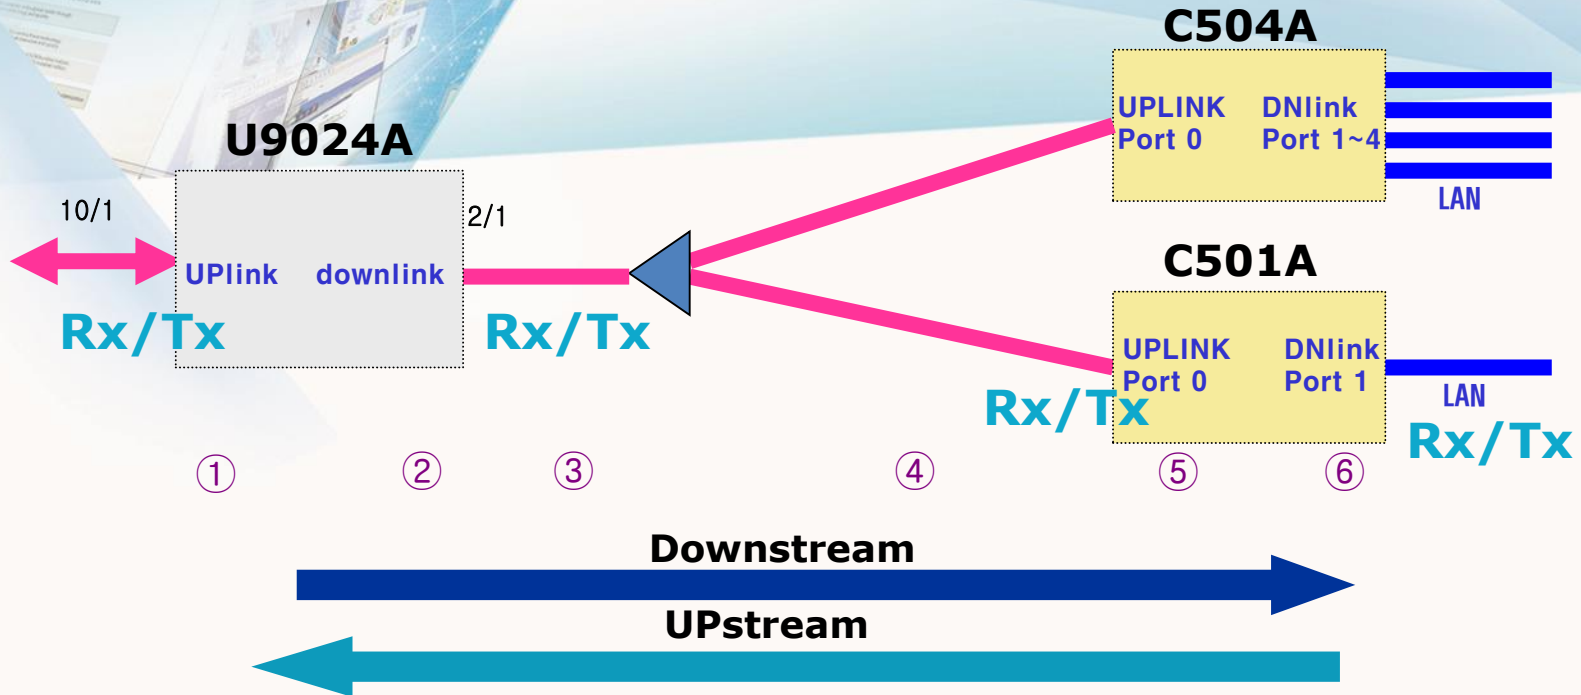 C504A
UPLINK DNlink
Port 0 Port 1~4
LAN
U9024A
10/1
2/1
UPlink downlink
Rx/Tx
Rx/Tx
C501A
UPLINK DNlink
Port 0 Port 1
Rx/Tx
LAN
Rx/Tx
① ② ③ ④ ⑤ ⑥
Downstream
UPstream